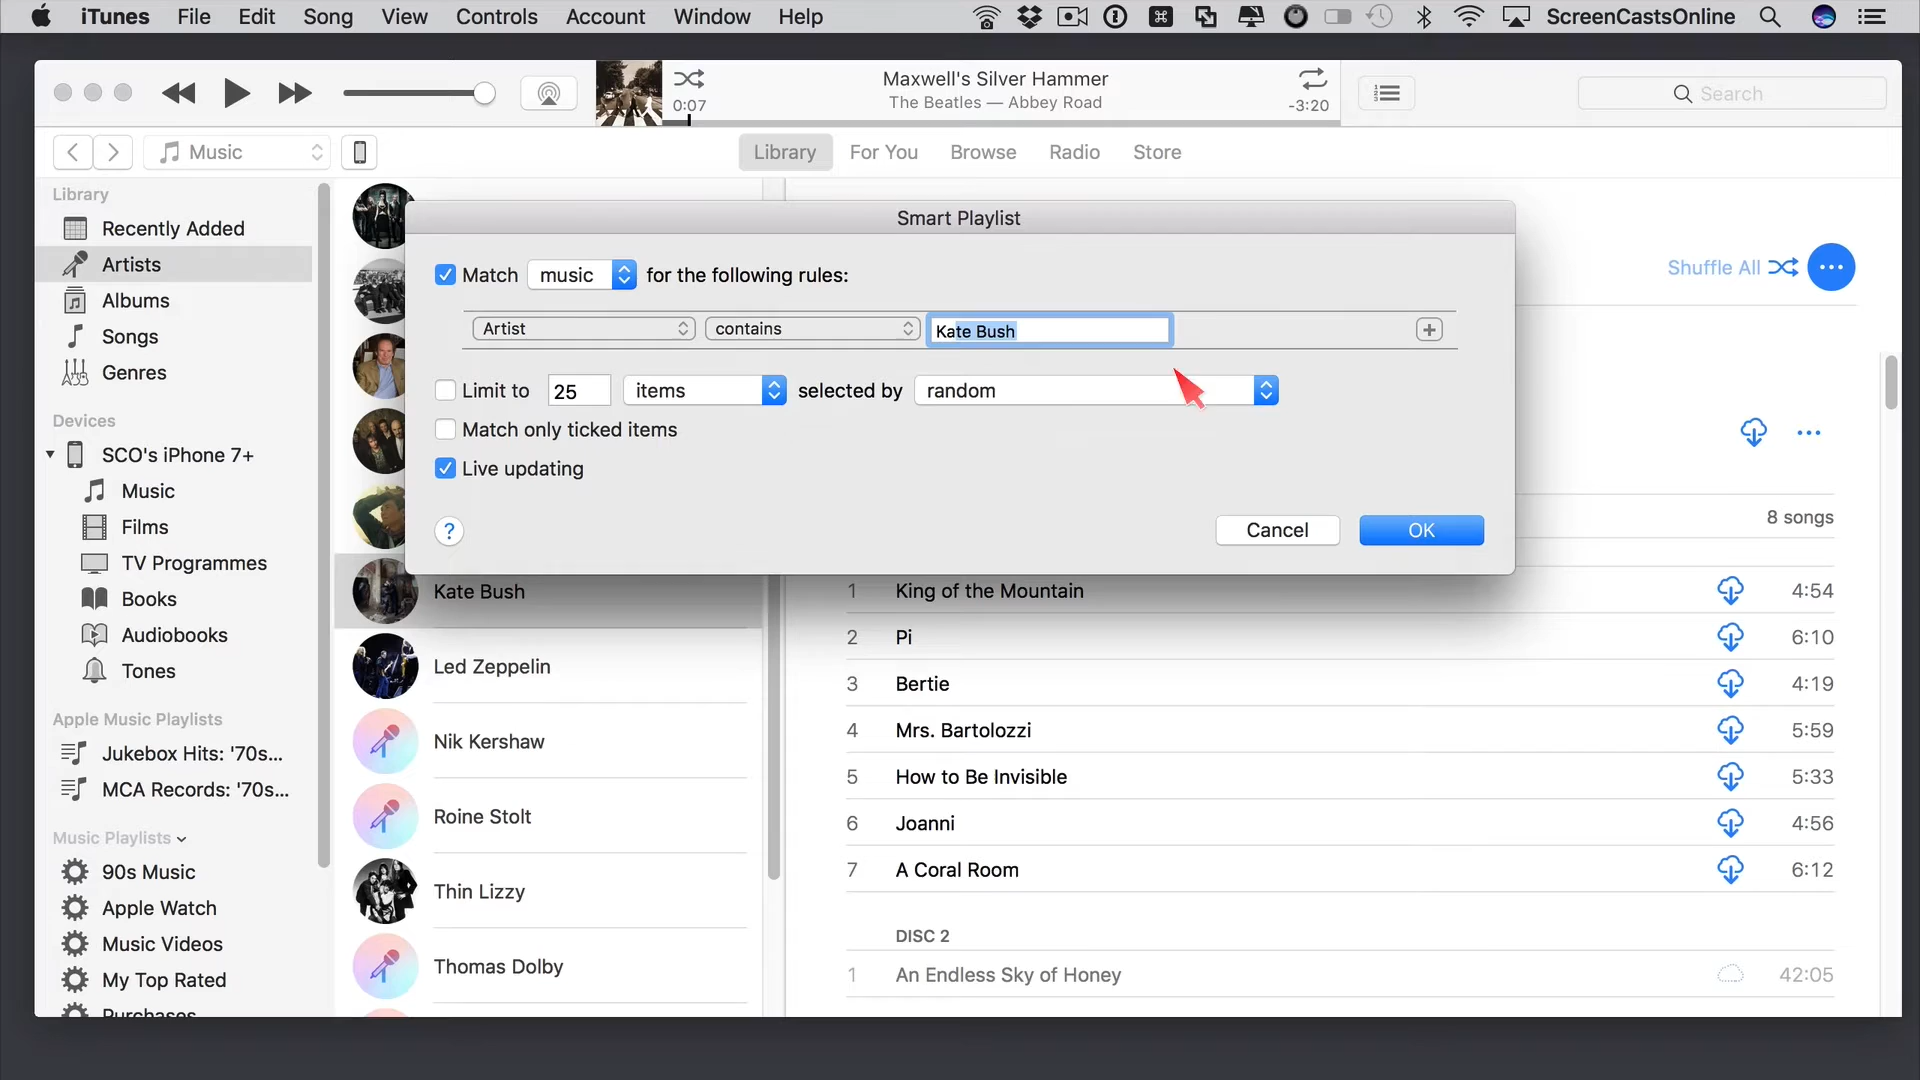 iTunes File Edit Song View Controls Account Window Help ScreenCastsOnline
0:07
Maxwell's Silver Hammer
The Beatles — Abbey Road
-3:20
Search
Music
Library For You Browse Radio Store
Library
Recently Added
Artists
Albums
Songs
Genres
Devices
SCO's iPhone 7+
Music
Films
TV Programmes
Books
Audiobooks
Tones
Apple Music Playlists
Jukebox Hits: '70s...
MCA Records: '70s...
Music Playlists
90s Music
Apple Watch
Music Videos
My Top Rated
Purchases
Smart Playlist
Match music for the following rules:
Artist contains Kate Bush
Limit to 25 items selected by random
Match only ticked items
Live updating
? Cancel OK
Kate Bush
Led Zeppelin
Nik Kershaw
Roine Stolt
Thin Lizzy
Thomas Dolby
Shuffle All
8 songs
1 King of the Mountain 4:54
2 Pi 6:10
3 Bertie 4:19
4 Mrs. Bartolozzi 5:59
5 How to Be Invisible 5:33
6 Joanni 4:56
7 A Coral Room 6:12
DISC 2
1 An Endless Sky of Honey 42:05